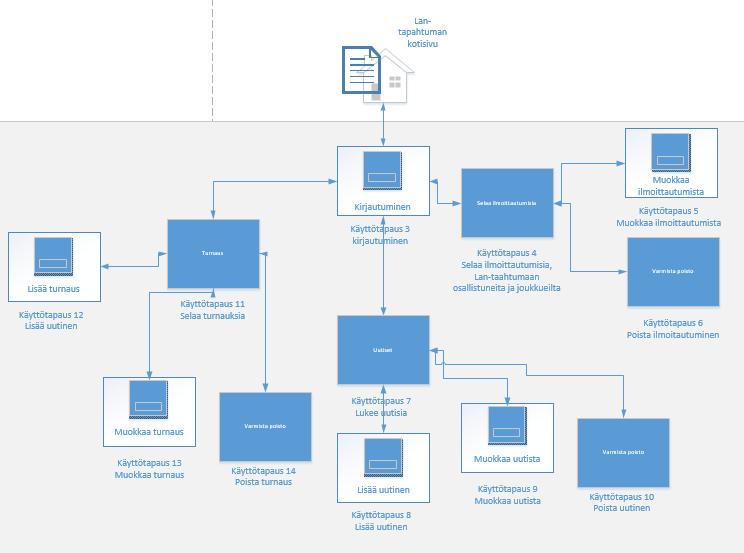 Lan-
tapahtuman
kotisivu
Kirjautuminen
Käyttötapaus 3
kirjautuminen
Selaa ilmoittautumisia
Käyttötapaus 4
Selaa ilmoittautumisia,
Lan-taahtumaan
osallistuneita ja joukkueilta
Muokkaa
ilmoittautumista
Käyttötapaus 5
Muokkaa ilmoittautumista
Varmista poisto
Käyttötapaus 6
Poista ilmoittautuminen
Turnaus
Käyttötapaus 11
Selaa turnauksia
Lisää turnaus
Käyttötapaus 12
Lisää uutinen
Muokkaa turnaus
Käyttötapaus 13
Muokkaa turnaus
Varmista poisto
Käyttötapaus 14
Poista turnaus
Uutiset
Käyttötapaus 7
Lukee uutisia
Lisää uutinen
Käyttötapaus 8
Lisää uutinen
Muokkaa uutista
Käyttötapaus 9
Muokkaa uutista
Varmista poisto
Käyttötapaus 10
Poista uutinen